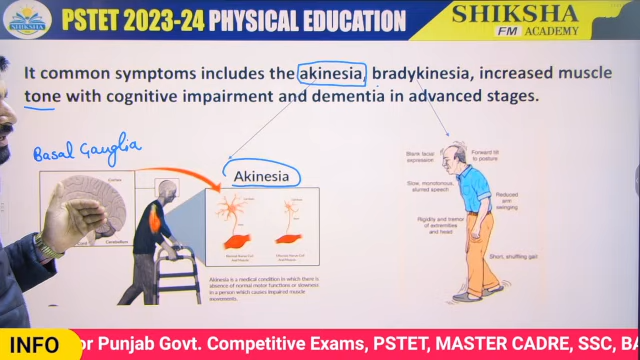 SHIKSHA
PSTET 2023-24 PHYSICAL EDUCATION
SHIKSHA
FM ACADEMY
It common symptoms includes the akinesia, bradykinesia, increased muscle
tone with cognitive impairment and dementia in advanced stages.
Basal Ganglia
Akinesia
Cerebellum
Akinesia is a medical condition in which there is
absence of normal motor functions or slowness
in a person which causes impaired muscle
movements.
Blank facial
expression
Forward tilt
to posture
Slow, monotonous,
slurred speech
Reduced
arm
swinging
Rigidity and tremor
of extremities
and head
Short, shuffling gait
INFO
or Punjab Govt. Competitive Exams, PSTET, MASTER CADRE, SSC, BA